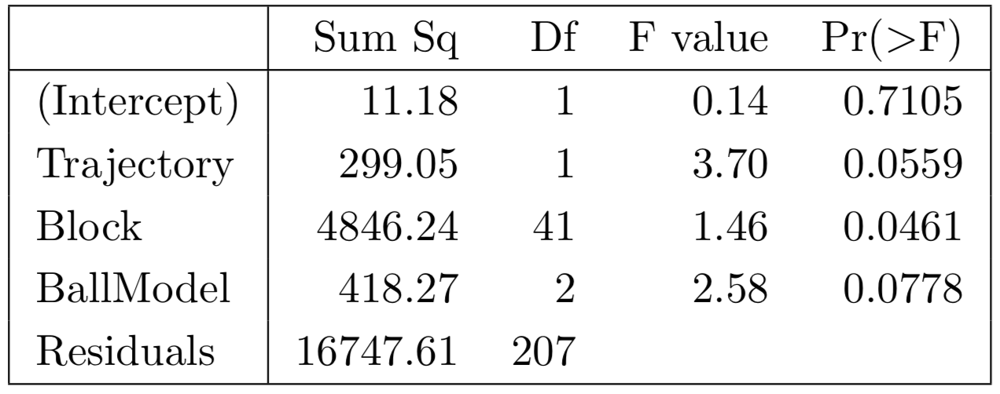 Sum Sq Df F value Pr(>F)
(Intercept) 11.18 1 0.14 0.7105
Trajectory 299.05 1 3.70 0.0559
Block 4846.24 41 1.46 0.0461
BallModel 418.27 2 2.58 0.0778
Residuals 16747.61 207